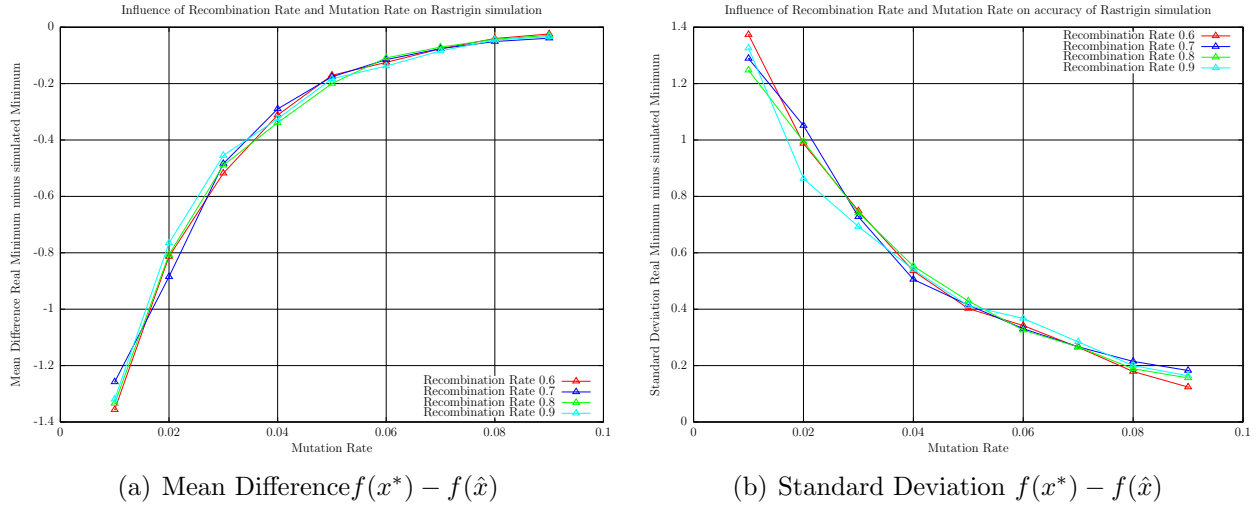 Influence of Recombination Rate and Mutation Rate on Rastrigin simulation
Mean Difference Real Minimum minus simulated Minimum
0
-0.2
-0.4
-0.6
-0.8
-1
-1.2
-1.4
0
0.02
0.04
0.06
0.08
0.1
Mutation Rate
Recombination Rate 0.6
Recombination Rate 0.7
Recombination Rate 0.8
Recombination Rate 0.9
(a) Mean Difference f(x*) − f(x̂)
Influence of Recombination Rate and Mutation Rate on accuracy of Rastrigin simulation
Standard Deviation Real Minimum minus simulated Minimum
1.4
1.2
1
0.8
0.6
0.4
0.2
0
0
0.02
0.04
0.06
0.08
0.1
Mutation Rate
Recombination Rate 0.6
Recombination Rate 0.7
Recombination Rate 0.8
Recombination Rate 0.9
(b) Standard Deviation f(x*) − f(x̂)